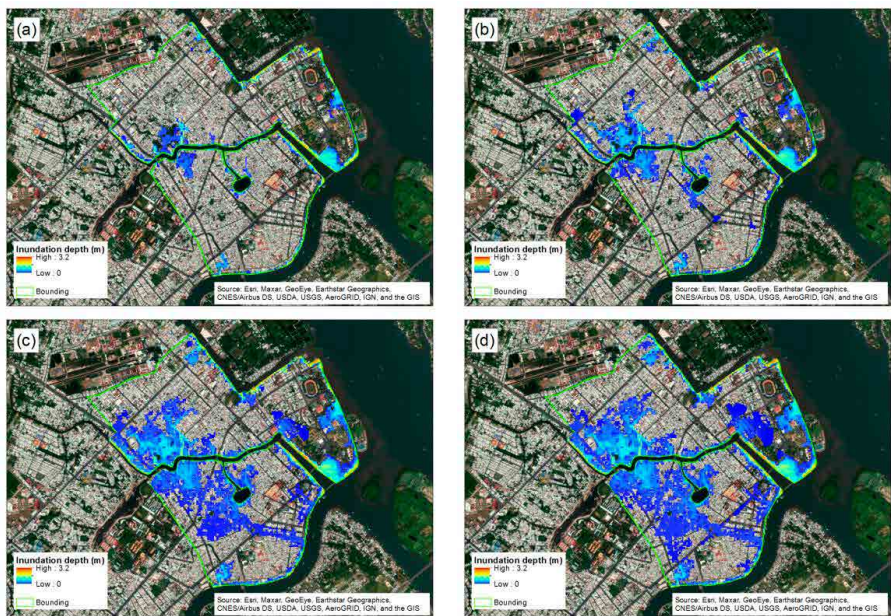 (a)
Inundation depth (m)
High : 3.2
Low : 0
Bounding
Source: Esri, Maxar, GeoEye, Earthstar Geographics,
CNES/Airbus DS, USDA, USGS, AeroGRID, IGN, and the GIS
(b)
Inundation depth (m)
High : 3.2
Low : 0
Bounding
Source: Esri, Maxar, GeoEye, Earthstar Geographics,
CNES/Airbus DS, USDA, USGS, AeroGRID, IGN, and the GIS
(c)
Inundation depth (m)
High : 3.2
Low : 0
Bounding
Source: Esri, Maxar, GeoEye, Earthstar Geographics,
CNES/Airbus DS, USDA, USGS, AeroGRID, IGN, and the GIS
(d)
Inundation depth (m)
High : 3.2
Low : 0
Bounding
Source: Esri, Maxar, GeoEye, Earthstar Geographics,
CNES/Airbus DS, USDA, USGS, AeroGRID, IGN, and the GIS